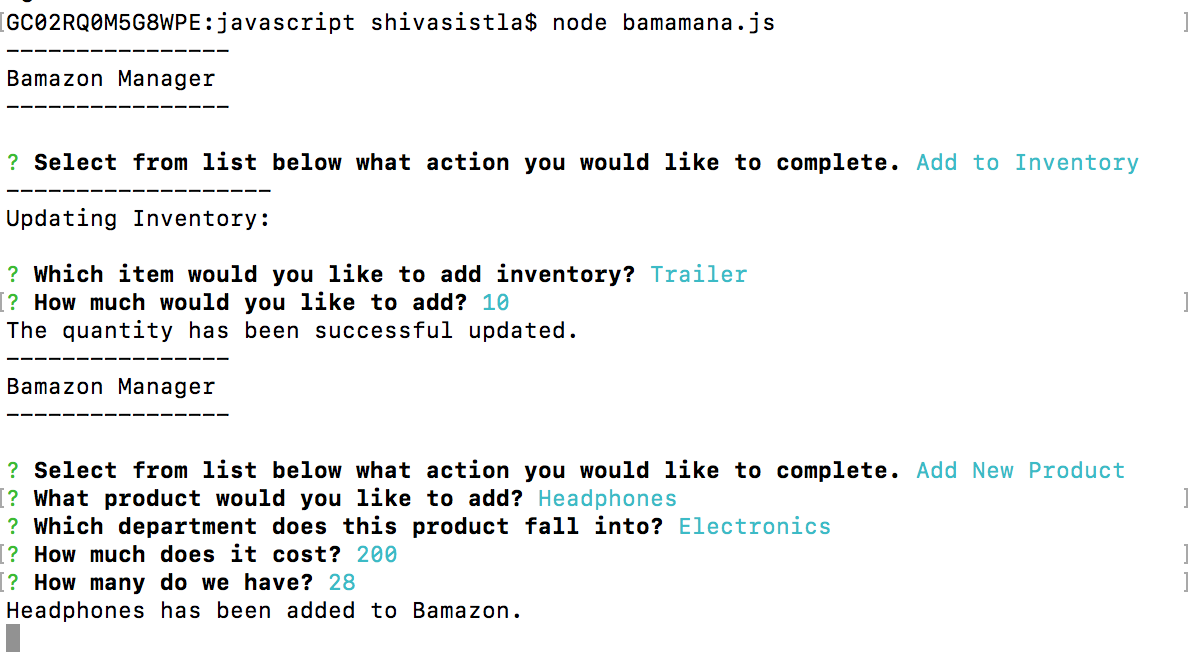 [GC02RQ0M5G8WPE:javascript shivasistla$ node bamamana.js ]
----------------
Bamazon Manager
----------------
? Select from list below what action you would like to complete. Add to Inventory
-------------------
Updating Inventory:
? Which item would you like to add inventory? Trailer
[? How much would you like to add? 10 ]
The quantity has been successful updated.
----------------
Bamazon Manager
----------------
? Select from list below what action you would like to complete. Add New Product
[? What product would you like to add? Headphones ]
? Which department does this product fall into? Electronics
[? How much does it cost? 200 ]
[? How many do we have? 28 ]
Headphones has been added to Bamazon.